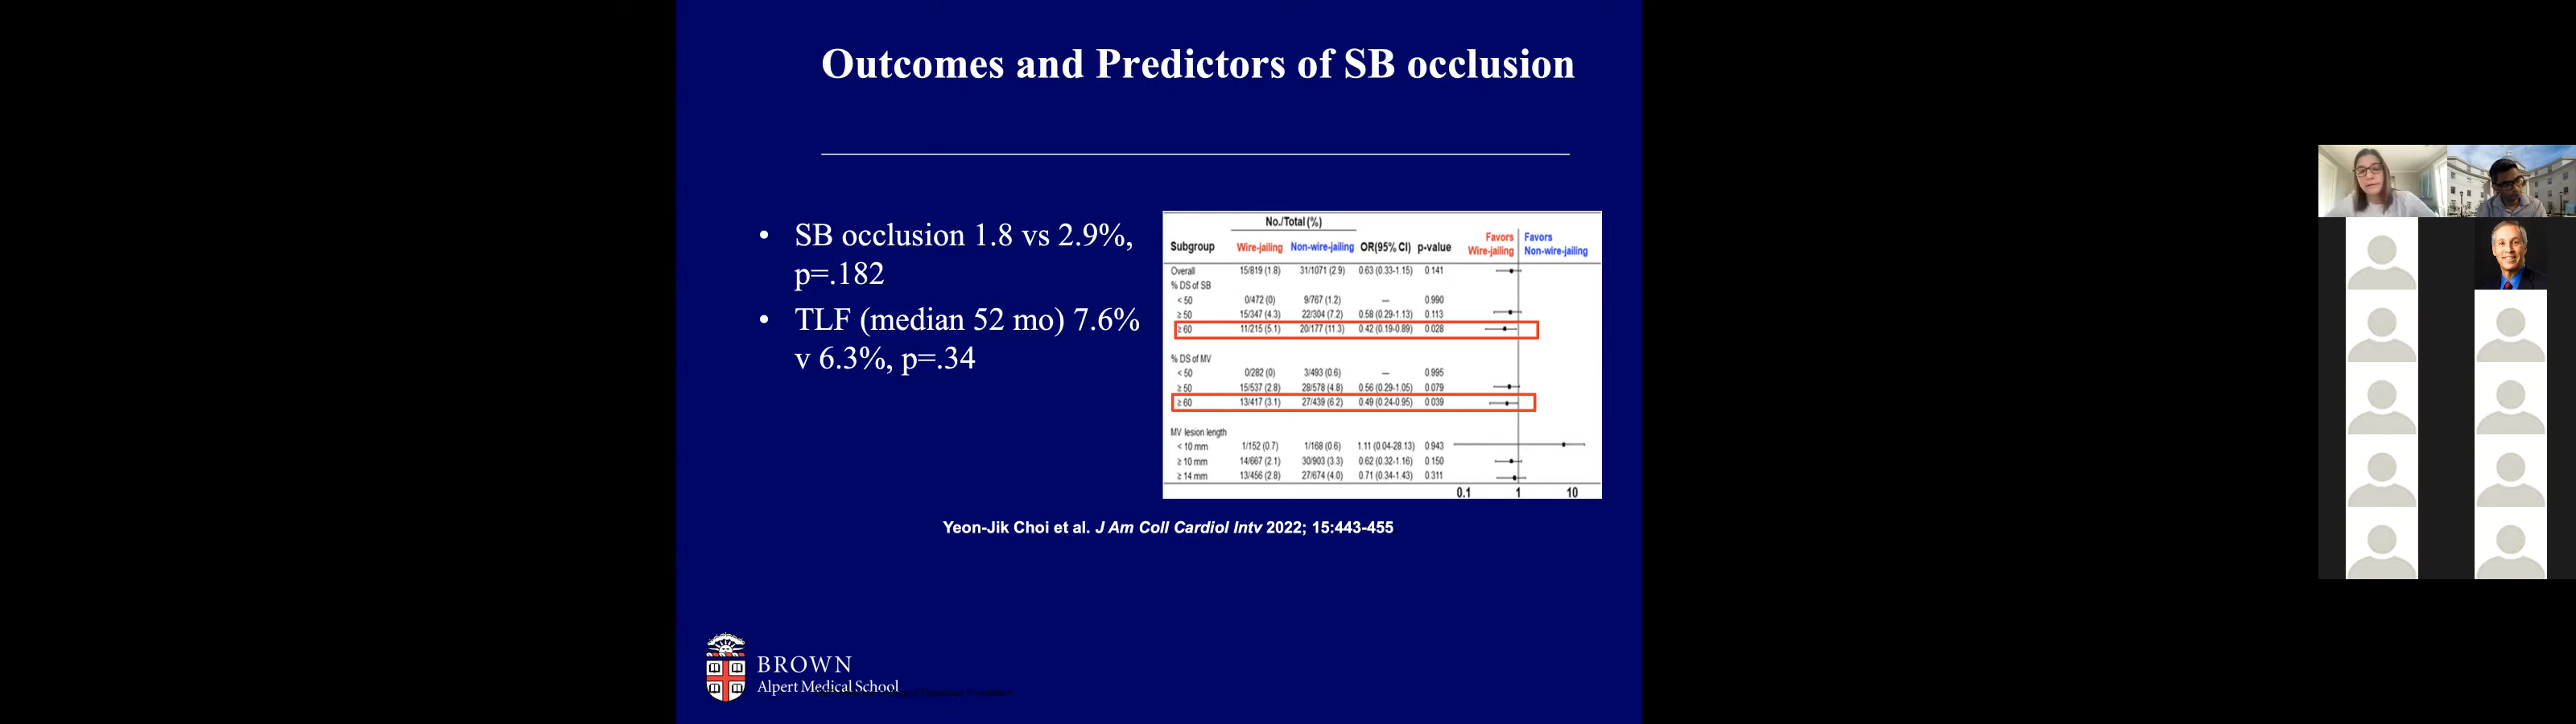 Outcomes and Predictors of SB occlusion
• SB occlusion 1.8 vs 2.9%,
p=.182
• TLF (median 52 mo) 7.6%
v 6.3%, p=.34
No./Total (%)
Favors Favors
Subgroup Wire-jailing Non-wire-jailing OR(95% CI) p-value Wire-jailing Non-wire-jailing
Overall 15/819 (1.8) 31/1071 (2.9) 0.63 (0.33-1.15) 0.141
% DS of SB
< 50 0/472 (0) 9/767 (1.2) — 0.990
≥ 50 15/347 (4.3) 22/304 (7.2) 0.58 (0.29-1.13) 0.113
≥ 60 11/215 (5.1) 20/177 (11.3) 0.42 (0.19-0.89) 0.028
% DS of MV
< 50 0/282 (0) 3/493 (0.6) — 0.995
≥ 50 15/537 (2.8) 28/578 (4.8) 0.56 (0.29-1.05) 0.079
≥ 60 13/417 (3.1) 27/439 (6.2) 0.49 (0.24-0.95) 0.039
MV lesion length
< 10 mm 1/152 (0.7) 1/168 (0.6) 1.11 (0.04-28.13) 0.943
≥ 10 mm 14/667 (2.1) 30/903 (3.3) 0.62 (0.32-1.16) 0.150
≥ 14 mm 13/456 (2.8) 27/674 (4.0) 0.71 (0.34-1.43) 0.311
0.1 1 10
Yeon-Jik Choi et al. J Am Coll Cardiol Intv 2022; 15:443-455
BROWN
Alpert Medical School